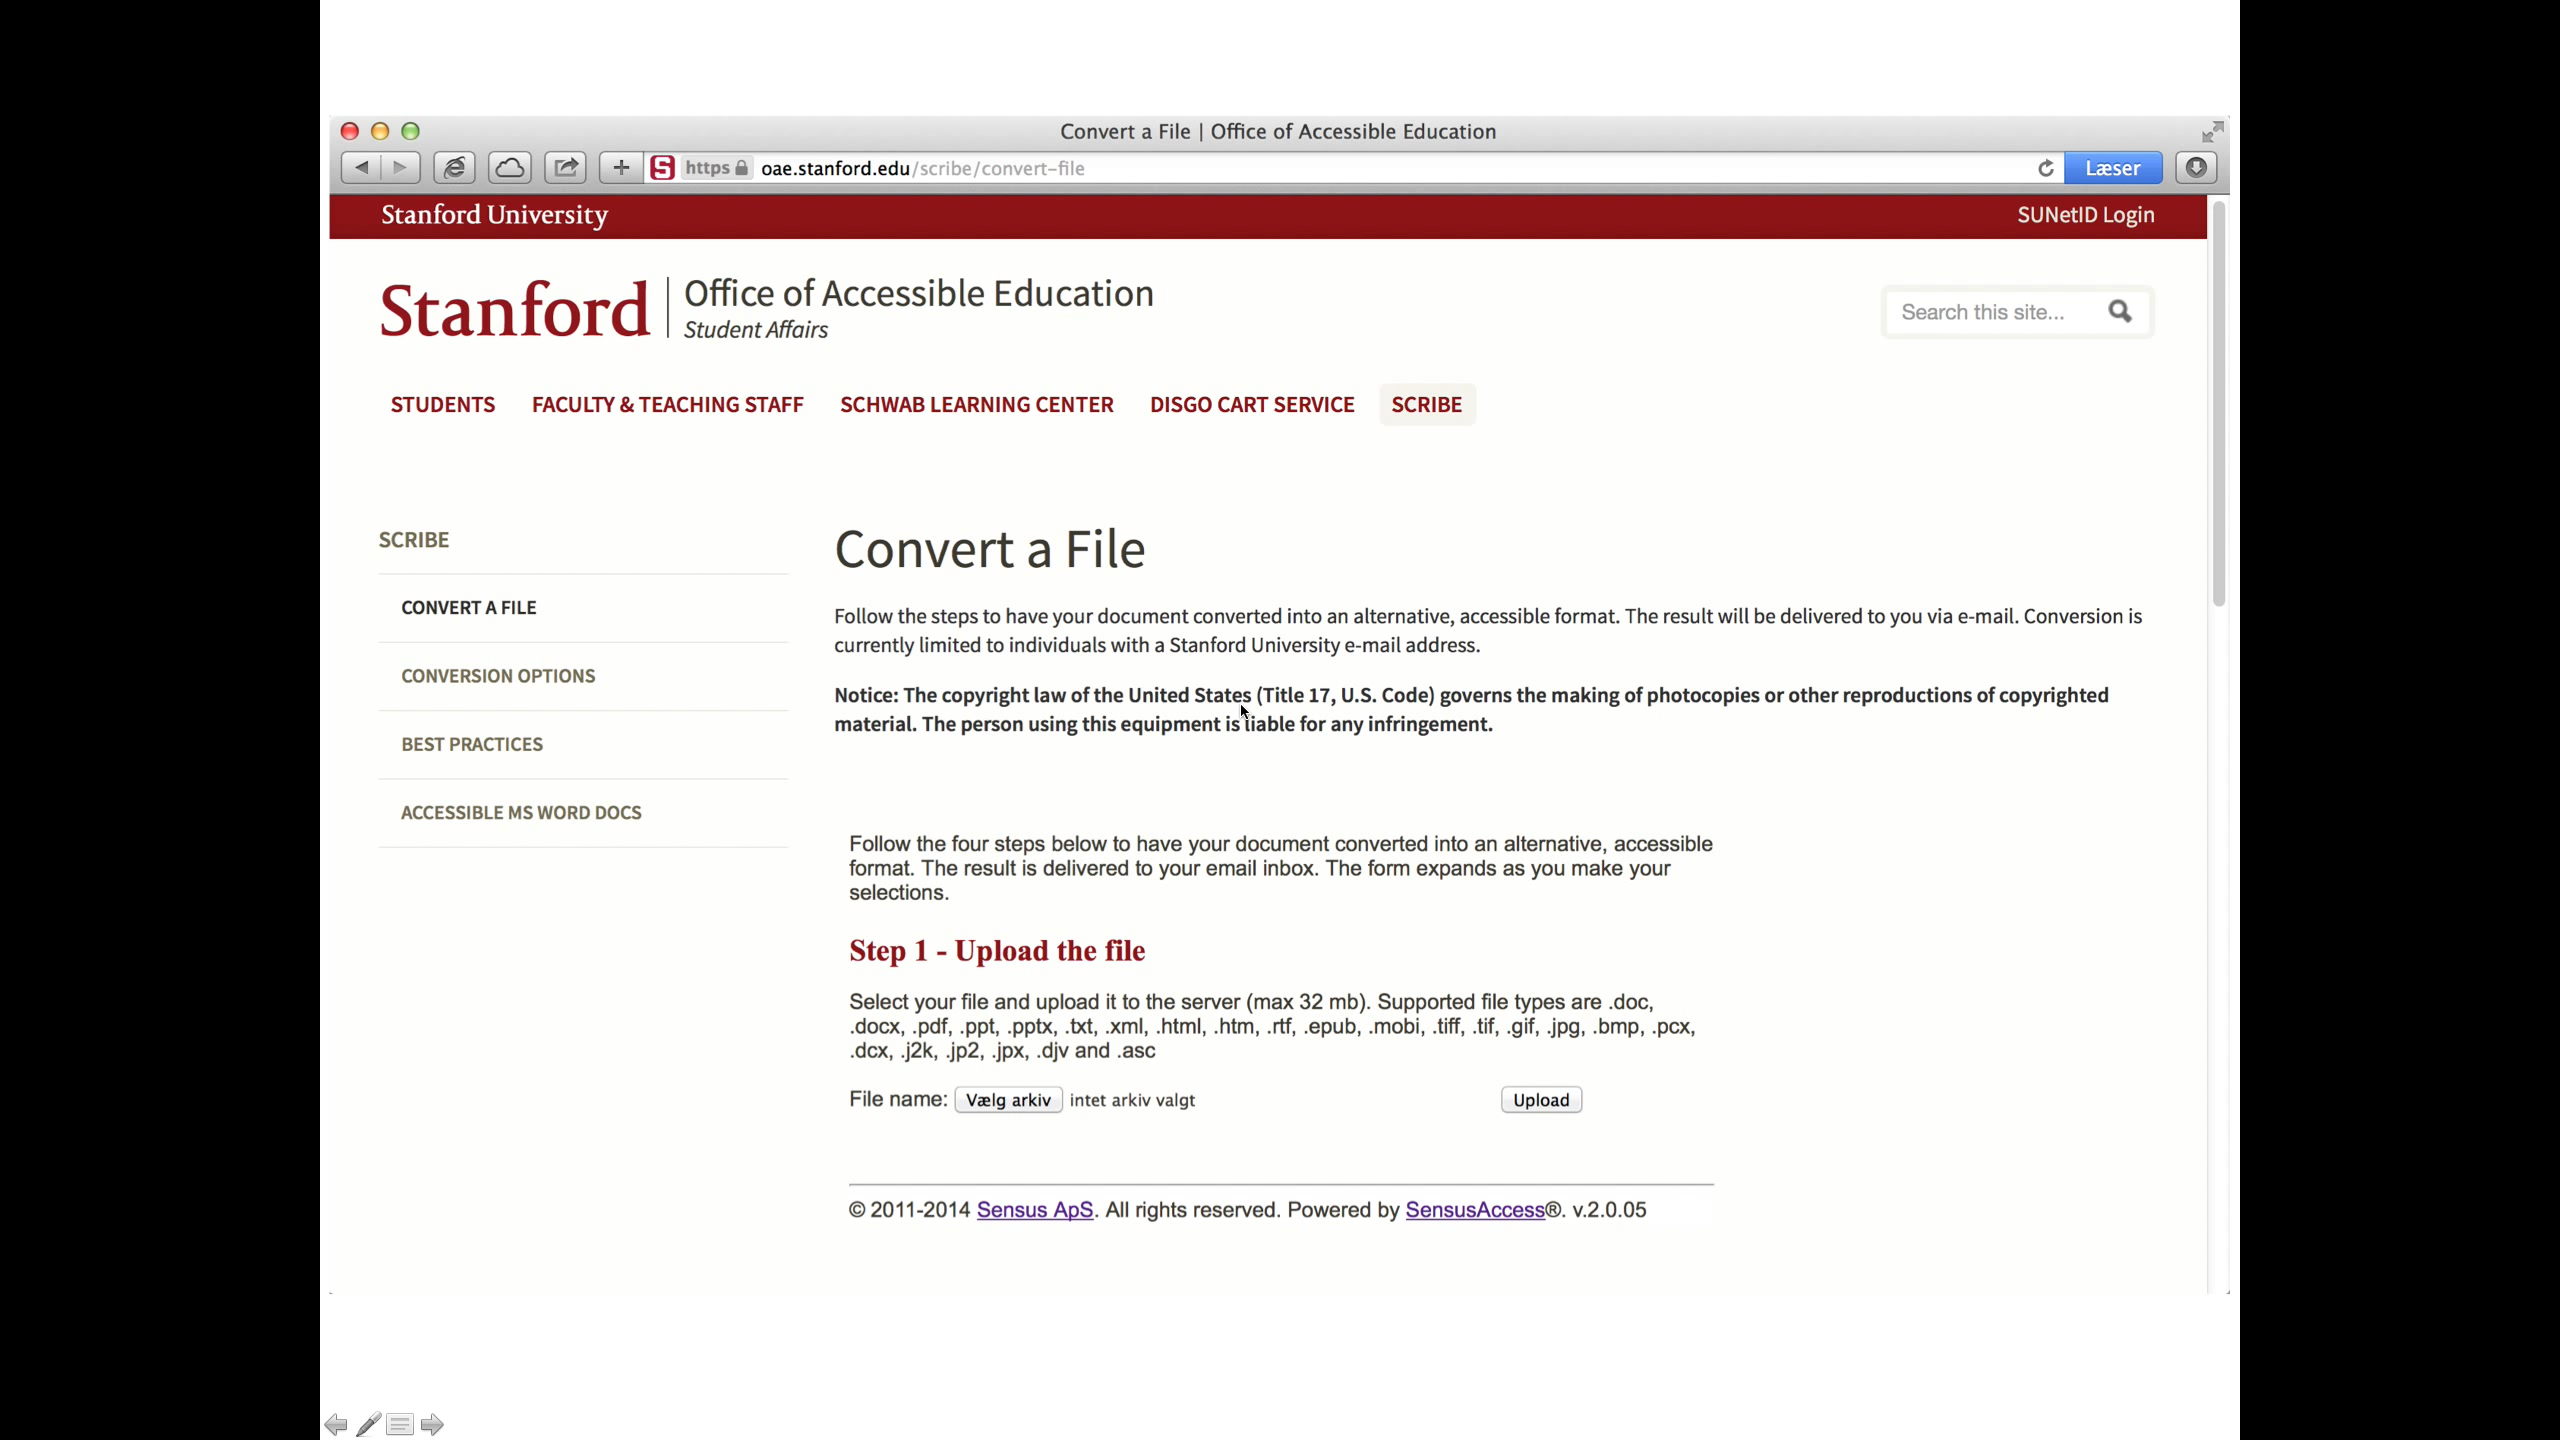 Convert a File | Office of Accessible Education
https oae.stanford.edu/scribe/convert-file
Læser
Stanford University
SUNetID Login
Stanford
Office of Accessible Education
Student Affairs
Search this site...
STUDENTS FACULTY & TEACHING STAFF SCHWAB LEARNING CENTER DISGO CART SERVICE SCRIBE
SCRIBE
CONVERT A FILE
CONVERSION OPTIONS
BEST PRACTICES
ACCESSIBLE MS WORD DOCS
Convert a File
Follow the steps to have your document converted into an alternative, accessible format. The result will be delivered to you via e-mail. Conversion is
currently limited to individuals with a Stanford University e-mail address.
Notice: The copyright law of the United States (Title 17, U.S. Code) governs the making of photocopies or other reproductions of copyrighted
material. The person using this equipment is liable for any infringement.
Follow the four steps below to have your document converted into an alternative, accessible
format. The result is delivered to your email inbox. The form expands as you make your
selections.
Step 1 - Upload the file
Select your file and upload it to the server (max 32 mb). Supported file types are .doc,
.docx, .pdf, .ppt, .pptx, .txt, .xml, .html, .htm, .rtf, .epub, .mobi, .tiff, .tif, .gif, .jpg, .bmp, .pcx,
.dcx, .j2k, .jp2, .jpx, .djv and .asc
File name: Vælg arkiv intet arkiv valgt Upload
© 2011-2014 Sensus ApS. All rights reserved. Powered by SensusAccess®. v.2.0.05